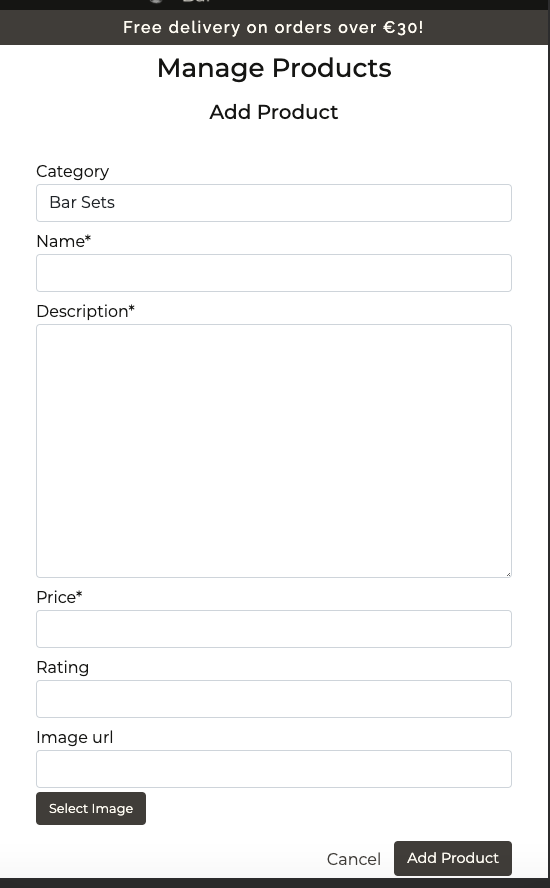 Free delivery on orders over €30!
Manage Products
Add Product
Category
Bar Sets
Name*
Description*
Price*
Rating
Image url
Select Image
Cancel Add Product